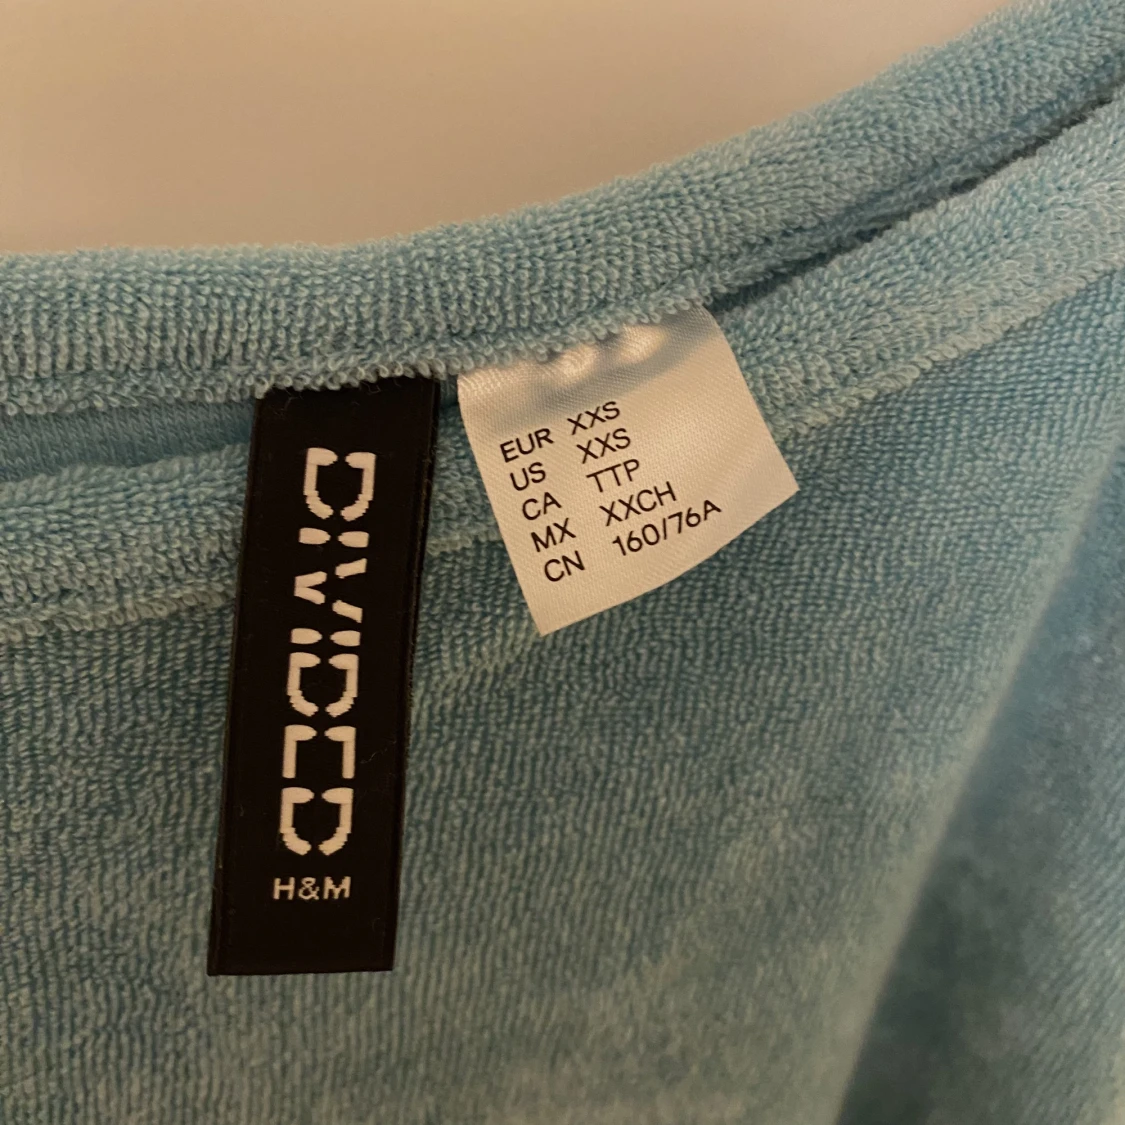 DIVIDED
H&M
EUR XXS
US XXS
CA TTP
MX XXCH
CN 160/76A